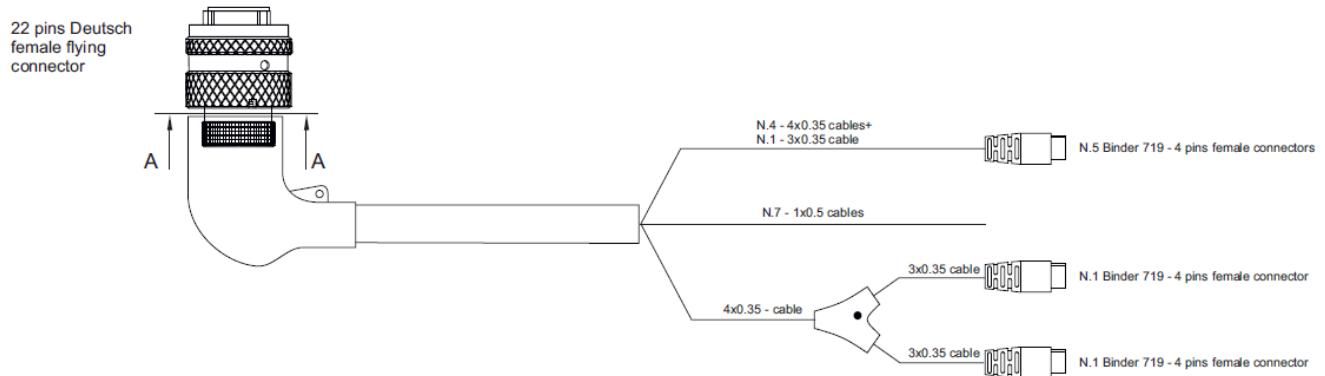 22 pins Deutsch
female flying
connector
A
A
N.4 - 4x0.35 cables+
N.1 - 3x0.35 cable
N.5 Binder 719 - 4 pins female connectors
N.7 - 1x0.5 cables
3x0.35 cable
N.1 Binder 719 - 4 pins female connector
4x0.35 - cable
3x0.35 cable
N.1 Binder 719 - 4 pins female connector